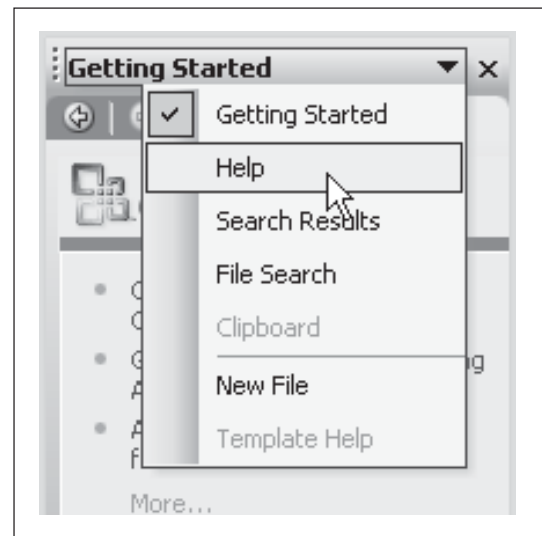 Getting Started
Getting Started
Help
Search Results
File Search
Clipboard
New File
Template Help
More...